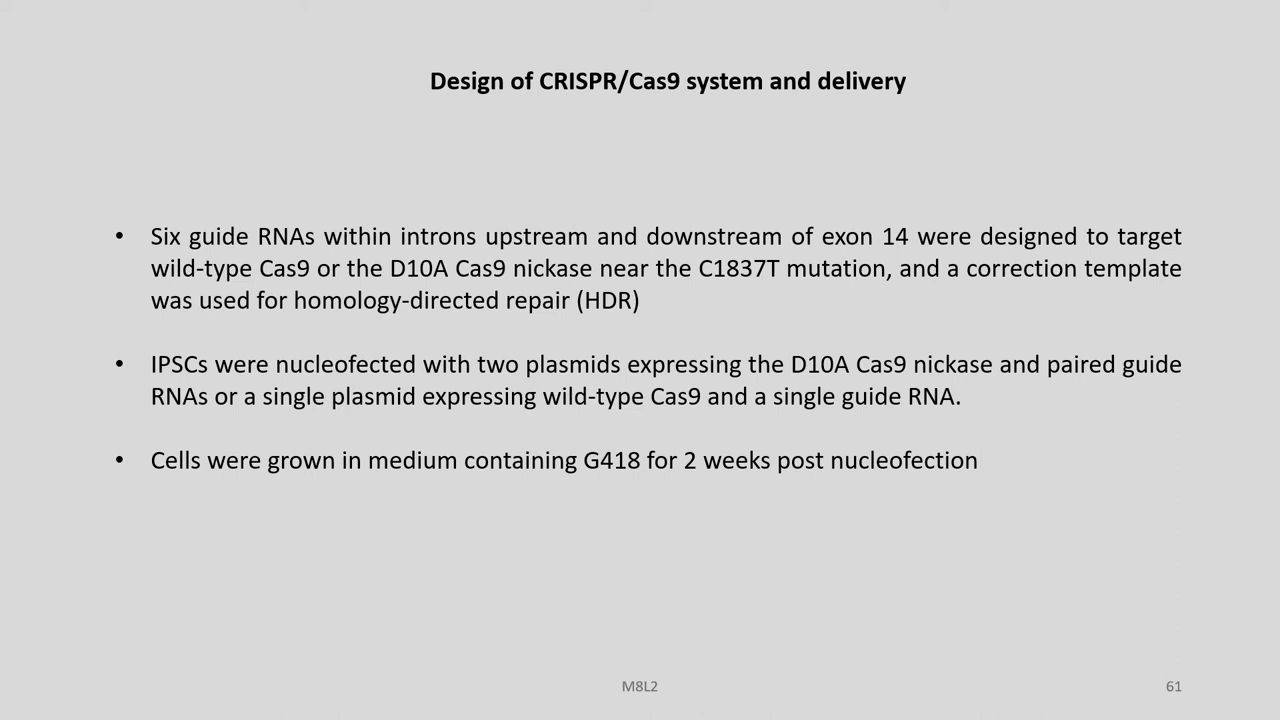 Design of CRISPR/Cas9 system and delivery
• Six guide RNAs within introns upstream and downstream of exon 14 were designed to target
wild-type Cas9 or the D10A Cas9 nickase near the C1837T mutation, and a correction template
was used for homology-directed repair (HDR)
• IPSCs were nucleofected with two plasmids expressing the D10A Cas9 nickase and paired guide
RNAs or a single plasmid expressing wild-type Cas9 and a single guide RNA.
• Cells were grown in medium containing G418 for 2 weeks post nucleofection
M8L2
61